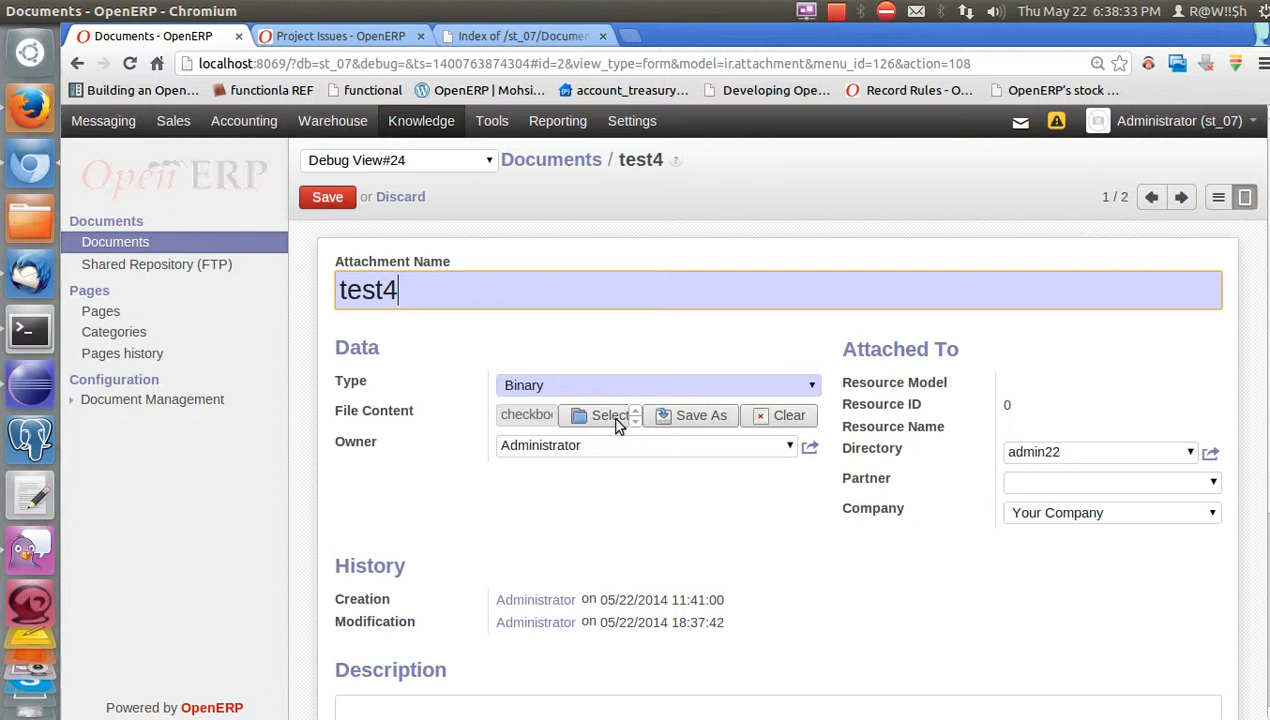 Documents - OpenERP - Chromium
Thu May 22 6:38:33 PM
R@W!!$h
Documents - OpenERP
Project Issues - OpenERP
Index of /st_07/Documen
localhost:8069/?db=st_07&debug=&ts=1400763874304#id=2&view_type=form&model=ir.attachment&menu_id=126&action=108
Building an Open...
functionla REF
functional
OpenERP | Mohsi...
account_treasury...
Developing Ope...
Record Rules - O...
OpenERP's stock ...
Messaging
Sales
Accounting
Warehouse
Knowledge
Tools
Reporting
Settings
Administrator (st_07)
Open ERP
Debug View#24
Documents / test4 ?
Save or Discard
1 / 2
Documents
Documents
Shared Repository (FTP)
Pages
Pages
Categories
Pages history
Configuration
Document Management
Attachment Name
test4
Data
Type
Binary
File Content
checkbo
Select
Save As
Clear
Owner
Administrator
Attached To
Resource Model
Resource ID
0
Resource Name
Directory
admin22
Partner
Company
Your Company
History
Creation
Administrator on 05/22/2014 11:41:00
Modification
Administrator on 05/22/2014 18:37:42
Description
Powered by OpenERP